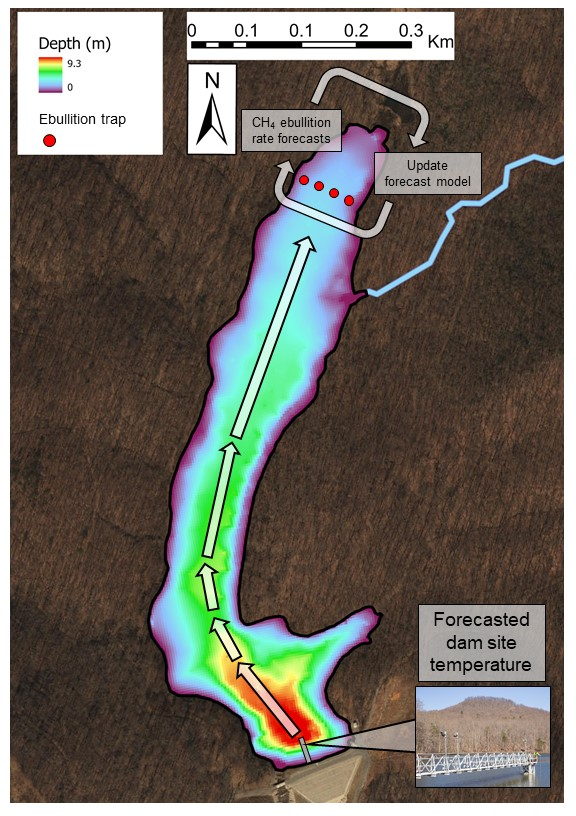 Depth (m)
9.3
0
Ebullition trap
0 0.1 0.1 0.2 0.3
Km
N
CH₄ ebullition
rate forecasts
Update
forecast model
Forecasted
dam site
temperature